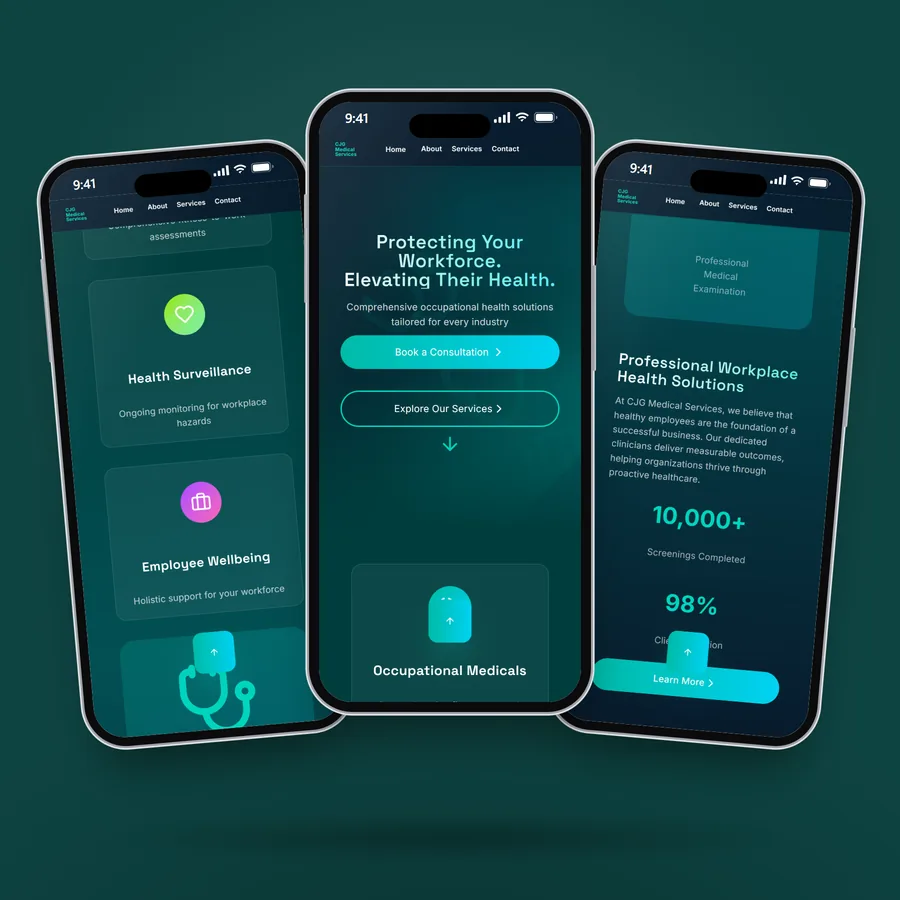 9:41
CJG
Medical
Services
Home About Services Contact
Comprehensive fitness-to-work
assessments
Health Surveillance
Ongoing monitoring for workplace
hazards
Employee Wellbeing
Holistic support for your workforce
9:41
CJG
Medical
Services
Home About Services Contact
Protecting Your
Workforce.
Elevating Their Health.
Comprehensive occupational health solutions
tailored for every industry
Book a Consultation
Explore Our Services
Occupational Medicals
9:41
CJG
Medical
Services
Home About Services Contact
Professional
Medical
Examination
Professional Workplace
Health Solutions
At CJG Medical Services, we believe that
healthy employees are the foundation of a
successful business. Our dedicated
clinicians deliver measurable outcomes,
helping organizations thrive through
proactive healthcare.
10,000+
Screenings Completed
98%
Learn More